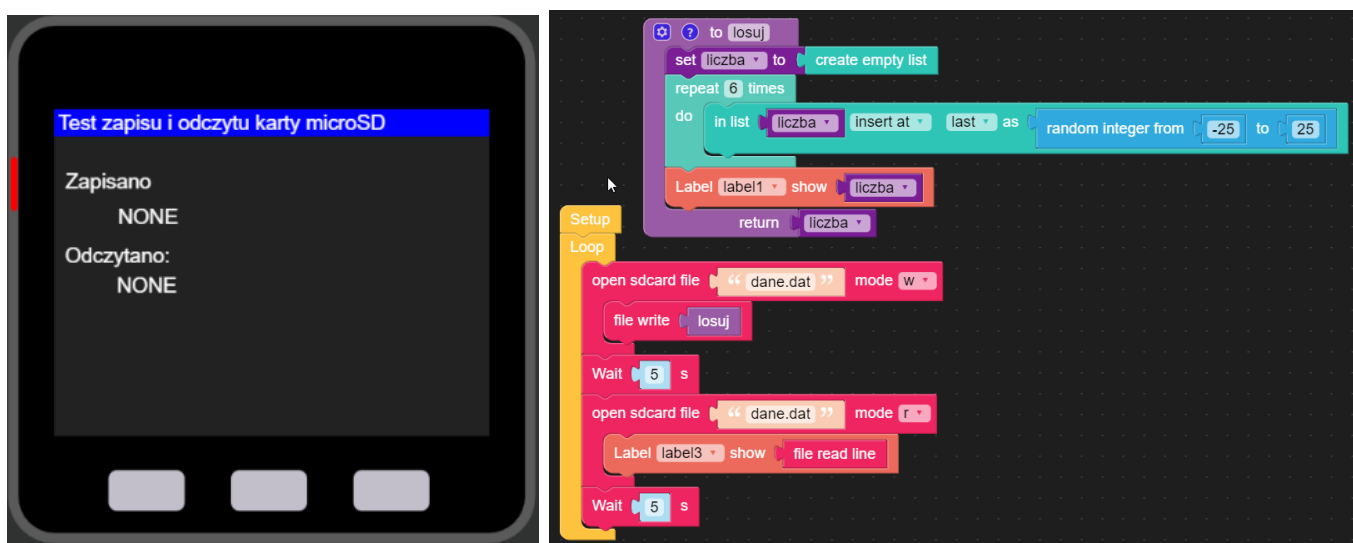 Test zapisu i odczytu karty microSD
Zapisano
NONE
Odczytano:
NONE
? to losuj
set liczba to create empty list
repeat 6 times
do in list liczba insert at last as random integer from -25 to 25
Label label1 show liczba
return liczba
Setup
Loop
open sdcard file “ dane.dat ” mode w
file write losuj
Wait 5 s
open sdcard file “ dane.dat ” mode r
Label label3 show file read line
Wait 5 s